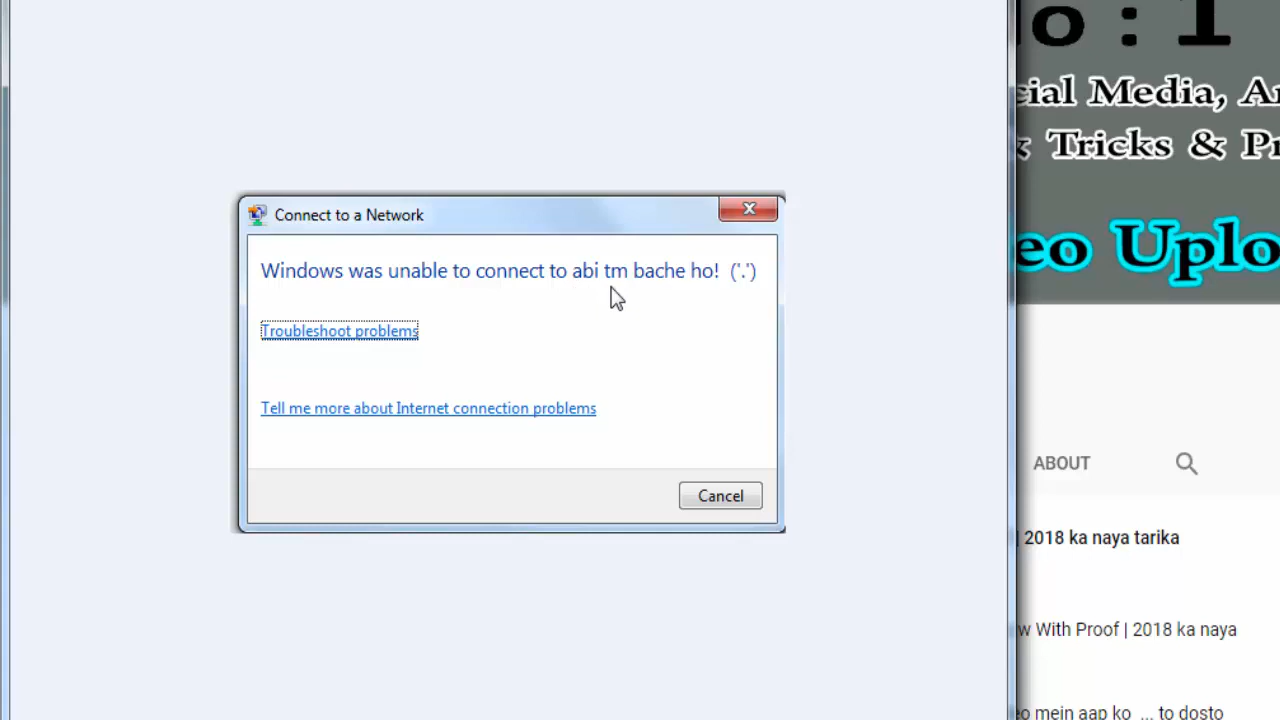 o : 1
cial Media, A
Tricks & P
eo Uplo
Connect to a Network
Windows was unable to connect to abi tm bache ho! ('.')
Troubleshoot problems
Tell me more about Internet connection problems
Cancel
ABOUT
| 2018 ka naya tarika
w With Proof | 2018 ka naya
eo mein aap ko ... to dosto